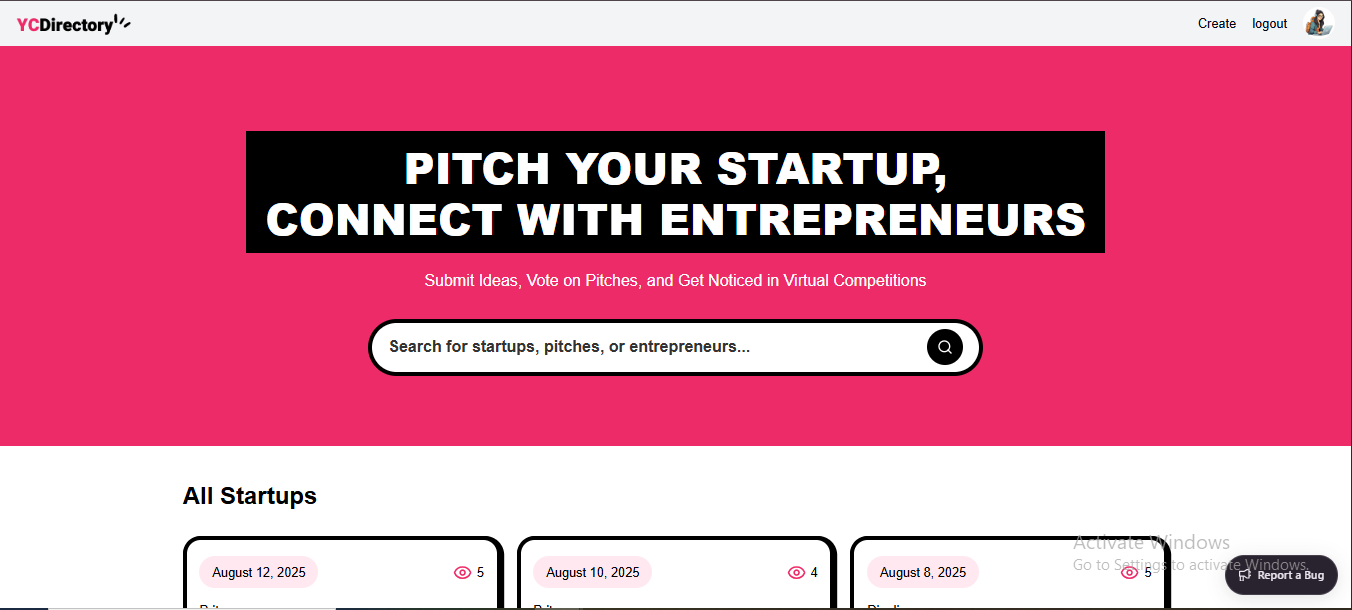 YCDirectory
Create logout
PITCH YOUR STARTUP,
CONNECT WITH ENTREPRENEURS
Submit Ideas, Vote on Pitches, and Get Noticed in Virtual Competitions
Search for startups, pitches, or entrepreneurs...
All Startups
August 12, 2025 5
August 10, 2025 4
August 8, 2025 5
Activate Windows
Go to Settings to activate Windows.
Report a Bug